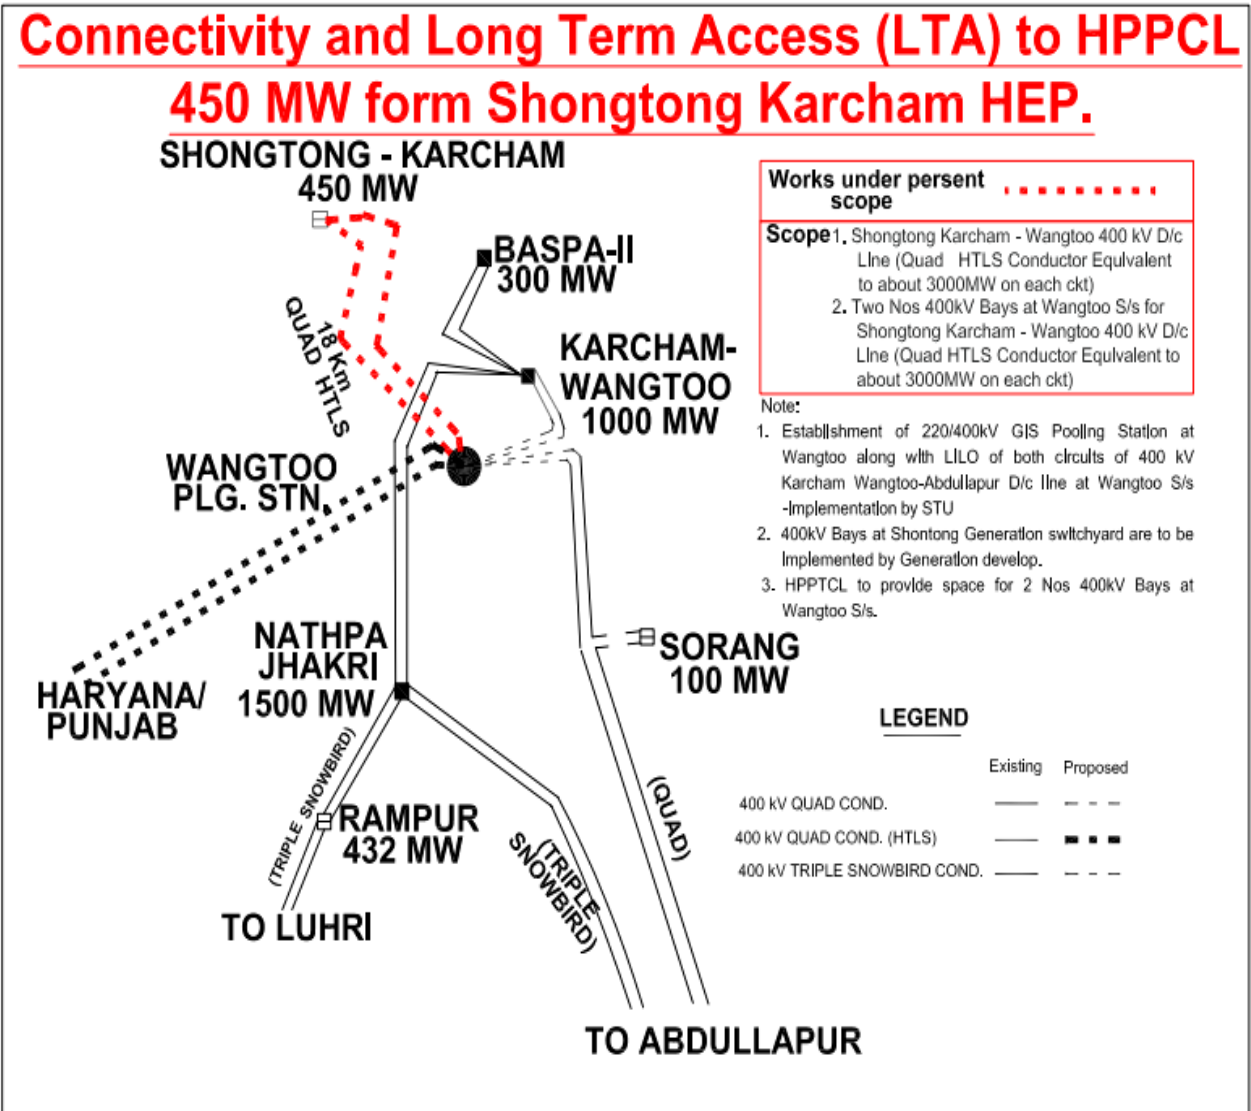 Connectivity and Long Term Access (LTA) to HPPCL
450 MW form Shongtong Karcham HEP.
SHONGTONG - KARCHAM
450 MW
BASPA-II
300 MW
18 Km
QUAD HTLS
KARCHAM-
WANGTOO
1000 MW
WANGTOO
PLG. STN.
NATHPA
JHAKRI
1500 MW
HARYANA/
PUNJAB
SORANG
100 MW
(TRIPLE SNOWBIRD)
RAMPUR
432 MW
(TRIPLE
SNOWBIRD)
(QUAD)
TO LUHRI
TO ABDULLAPUR
Works under persent
scope
Scope 1. Shongtong Karcham - Wangtoo 400 kV D/c
LIne (Quad HTLS Conductor Equivalent
to about 3000MW on each ckt)
2. Two Nos 400kV Bays at Wangtoo S/s for
Shongtong Karcham - Wangtoo 400 kV D/c
LIne (Quad HTLS Conductor Equivalent to
about 3000MW on each ckt)
Note:
1. Establishment of 220/400kV GIS Pooling Station at
Wangtoo along with LILO of both circuits of 400 kV
Karcham Wangtoo-Abdullapur D/c line at Wangtoo S/s
-Implementation by STU
2. 400kV Bays at Shontong Generation switchyard are to be
Implemented by Generation develop.
3. HPPTCL to provide space for 2 Nos 400kV Bays at
Wangtoo S/s.
LEGEND
Existing Proposed
400 kV QUAD COND.
400 kV QUAD COND. (HTLS)
400 kV TRIPLE SNOWBIRD COND.